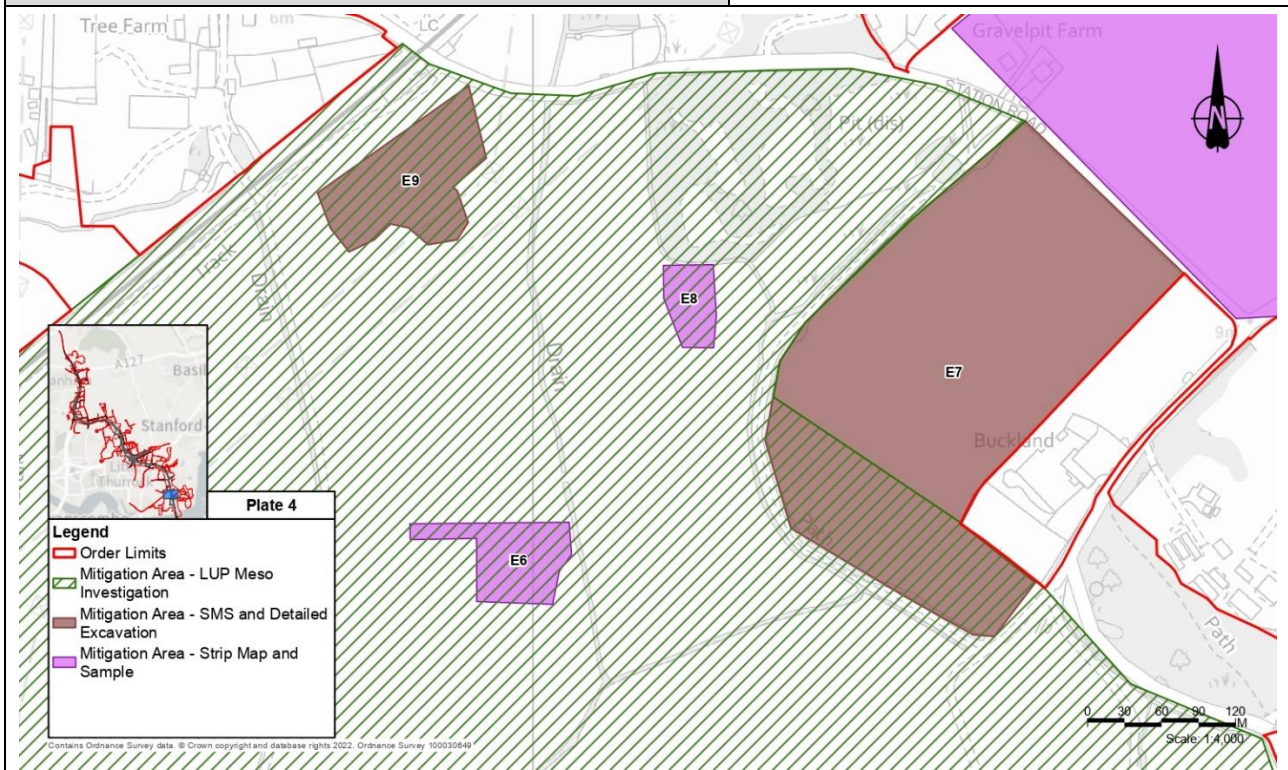 Tree Farm
6m
LC
Gravelpit Farm
STATION ROAD
Pit (dis)
N
E9
Track
Drain
E8
Drain
E7
9m
Buckland
A127
Basil
Stanford
Thurrock
Plate 4
Legend
Order Limits
Mitigation Area - LUP Meso
Investigation
Mitigation Area - SMS and Detailed
Excavation
Mitigation Area - Strip Map and
Sample
E6
Path
Path
0 30 60 90 120
M
Scale: 1:4,000
Contains Ordnance Survey data. © Crown copyright and database rights 2022. Ordnance Survey 100030649